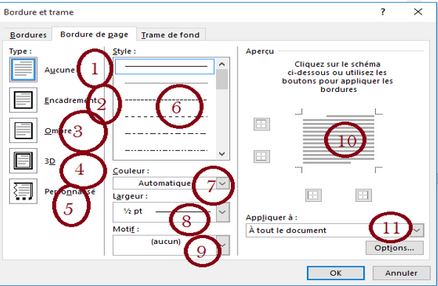 Bordure et trame ? ×
Bordures Bordure de page Trame de fond
Type :
Aucune 1
Encadrement 2
Ombre 3
3D 4
Personnalisé 5
Style :
6
Couleur :
Automatique 7
Largeur :
½ pt 8
Motif :
(aucun) 9
Aperçu
Cliquez sur le schéma
ci-dessous ou utilisez les
boutons pour appliquer les
bordures
10
Appliquer à :
À tout le document 11
Options...
OK Annuler